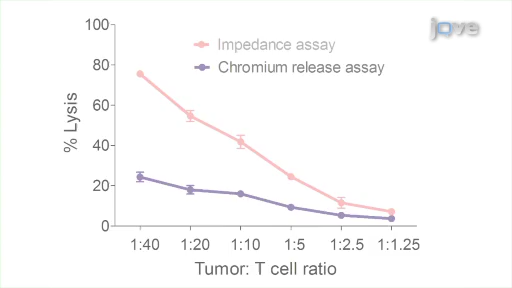 jove
100
Impedance assay
Chromium release assay
80
60
40
20
0
% Lysis
1:40 1:20 1:10 1:5 1:2.5 1:1.25
Tumor: T cell ratio